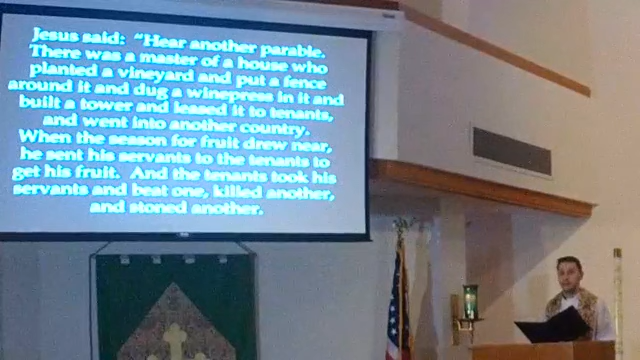 Jesus said: "Hear another parable.
There was a master of a house who
planted a vineyard and put a fence
around it and dug a winepress in it and
built a tower and leased it to tenants,
and went into another country.
When the season for fruit drew near,
he sent his servants to the tenants to
get his fruit. And the tenants took his
servants and beat one, killed another,
and stoned another.